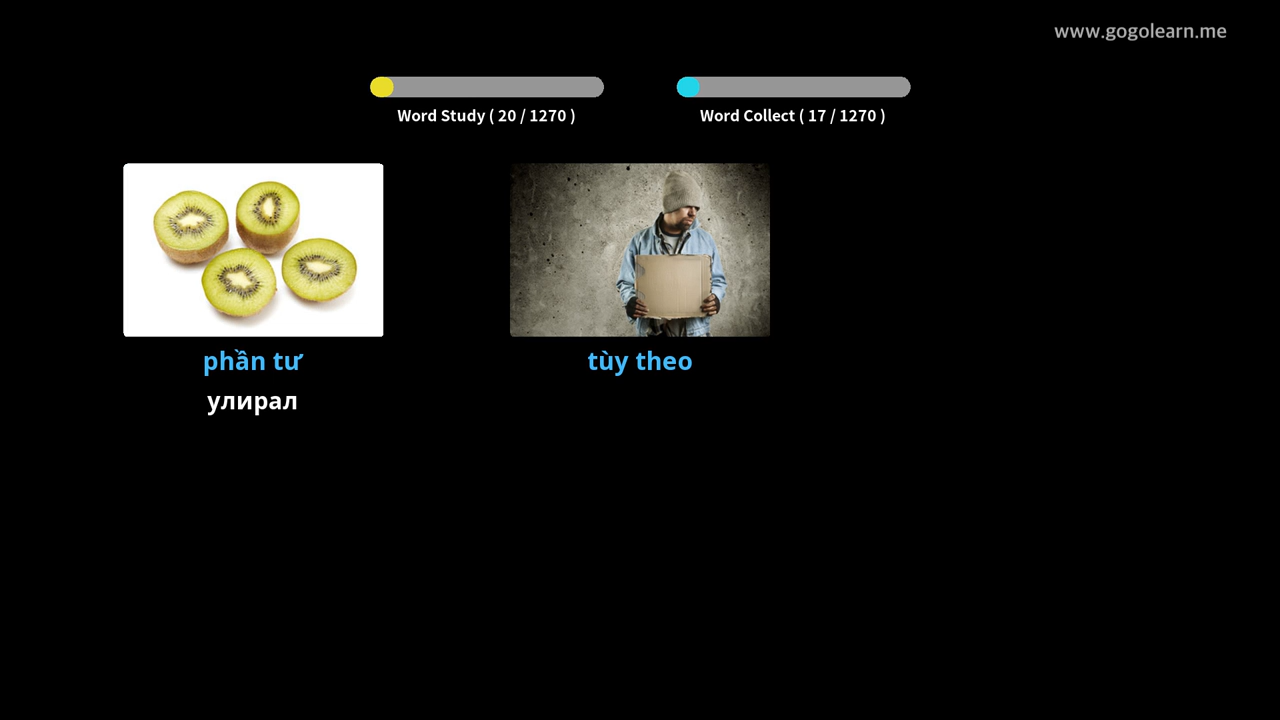 www.gogolearn.me
Word Study ( 20 / 1270 )
Word Collect ( 17 / 1270 )
phần tư
улирал
tùy theo